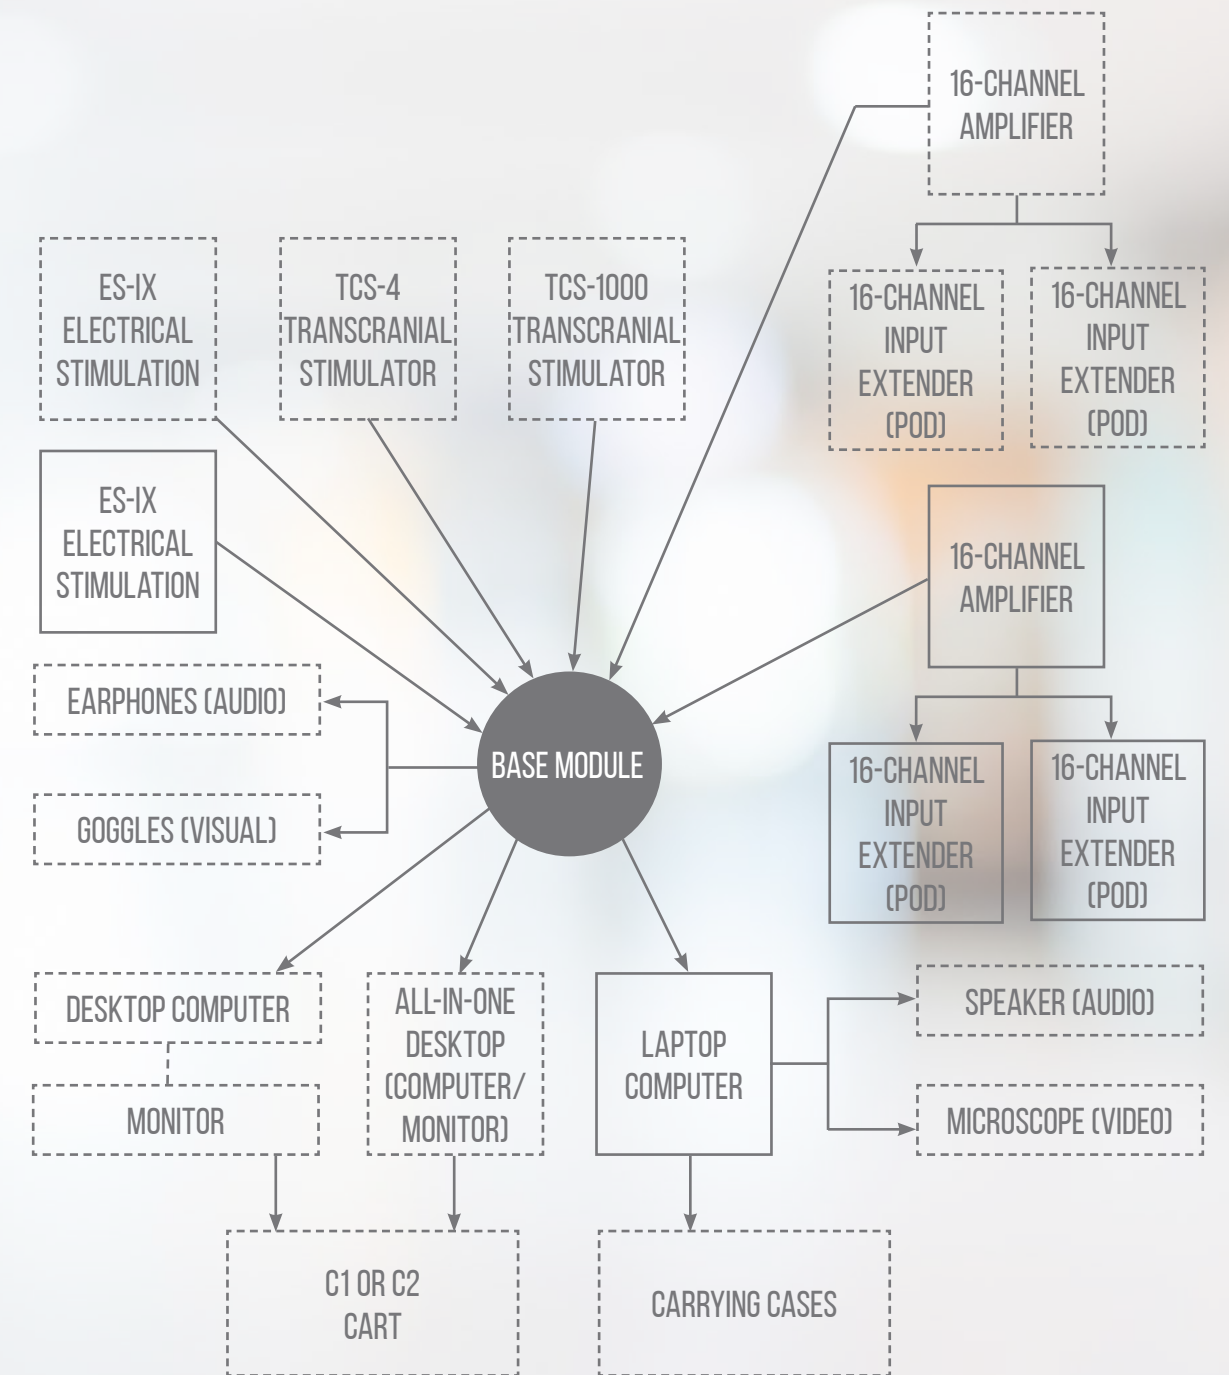 16-CHANNEL
AMPLIFIER
ES-IX
ELECTRICAL
STIMULATION
TCS-4
TRANSCRANIAL
STIMULATOR
TCS-1000
TRANSCRANIAL
STIMULATOR
16-CHANNEL
INPUT
EXTENDER
(POD)
16-CHANNEL
INPUT
EXTENDER
(POD)
ES-IX
ELECTRICAL
STIMULATION
16-CHANNEL
AMPLIFIER
EARPHONES (AUDIO)
BASE MODULE
GOGGLES (VISUAL)
16-CHANNEL
INPUT
EXTENDER
(POD)
16-CHANNEL
INPUT
EXTENDER
(POD)
DESKTOP COMPUTER
MONITOR
ALL-IN-ONE
DESKTOP
(COMPUTER/
MONITOR)
LAPTOP
COMPUTER
SPEAKER (AUDIO)
MICROSCOPE (VIDEO)
C1 OR C2
CART
CARRYING CASES